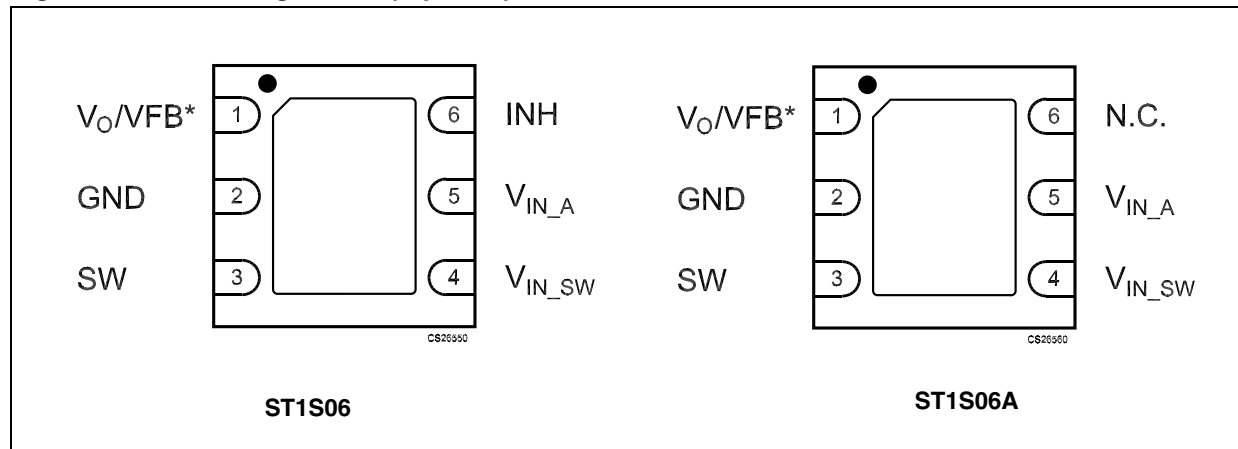 V_O/VFB*
1
6
INH
GND
2
5
V_IN_A
SW
3
4
V_IN_SW
CS26550
ST1S06
V_O/VFB*
1
6
N.C.
GND
2
5
V_IN_A
SW
3
4
V_IN_SW
CS26560
ST1S06A